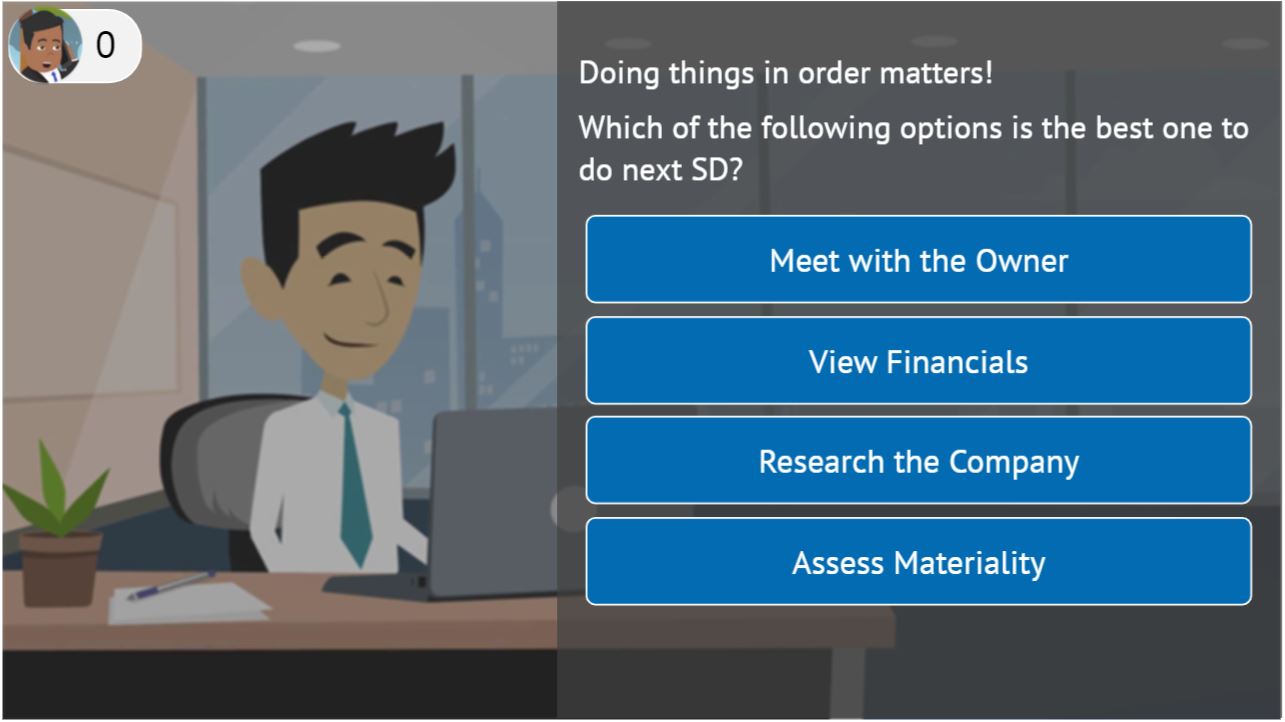 0
Doing things in order matters!
Which of the following options is the best one to
do next SD?
Meet with the Owner
View Financials
Research the Company
Assess Materiality